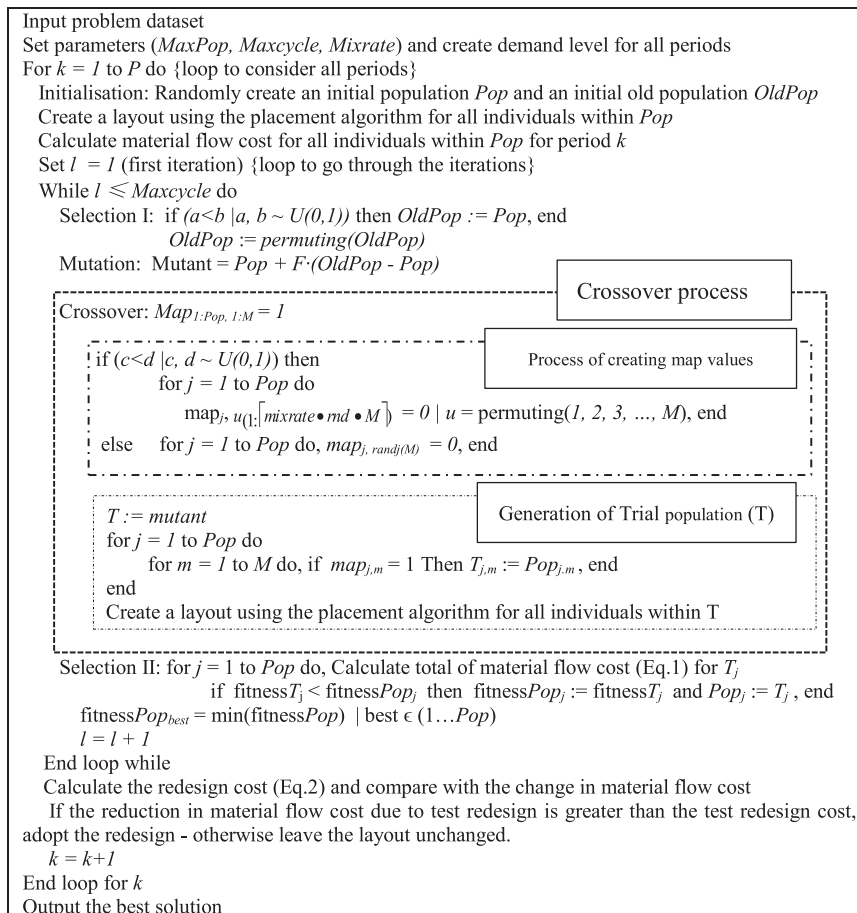 Input problem dataset
Set parameters (MaxPop, Maxcycle, Mixrate) and create demand level for all periods
For k = 1 to P do {loop to consider all periods}
Initialisation: Randomly create an initial population Pop and an initial old population OldPop
Create a layout using the placement algorithm for all individuals within Pop
Calculate material flow cost for all individuals within Pop for period k
Set l = 1 (first iteration) {loop to go through the iterations}
While l ⩽ Maxcycle do
Selection I: if (a<b |a, b ~ U(0,1)) then OldPop := Pop, end
OldPop := permuting(OldPop)
Mutation: Mutant = Pop + F·(OldPop - Pop)
Crossover process
Crossover: Map1:Pop, 1:M = 1
Process of creating map values
if (c<d |c, d ~ U(0,1)) then
for j = 1 to Pop do
mapj, u(1:⌈mixrate•rnd•M⌉) = 0 | u = permuting(1, 2, 3, ..., M), end
else for j = 1 to Pop do, mapj, randj(M) = 0, end
Generation of Trial population (T)
T := mutant
for j = 1 to Pop do
for m = 1 to M do, if mapj,m = 1 Then Tj,m := Popj.m , end
end
Create a layout using the placement algorithm for all individuals within T
Selection II: for j = 1 to Pop do, Calculate total of material flow cost (Eq.1) for Tj
if fitnessTj < fitnessPopj then fitnessPopj := fitnessTj and Popj := Tj , end
fitnessPopbest = min(fitnessPop) | best ϵ (1…Pop)
l = l + 1
End loop while
Calculate the redesign cost (Eq.2) and compare with the change in material flow cost
If the reduction in material flow cost due to test redesign is greater than the test redesign cost,
adopt the redesign - otherwise leave the layout unchanged.
k = k+1
End loop for k
Output the best solution